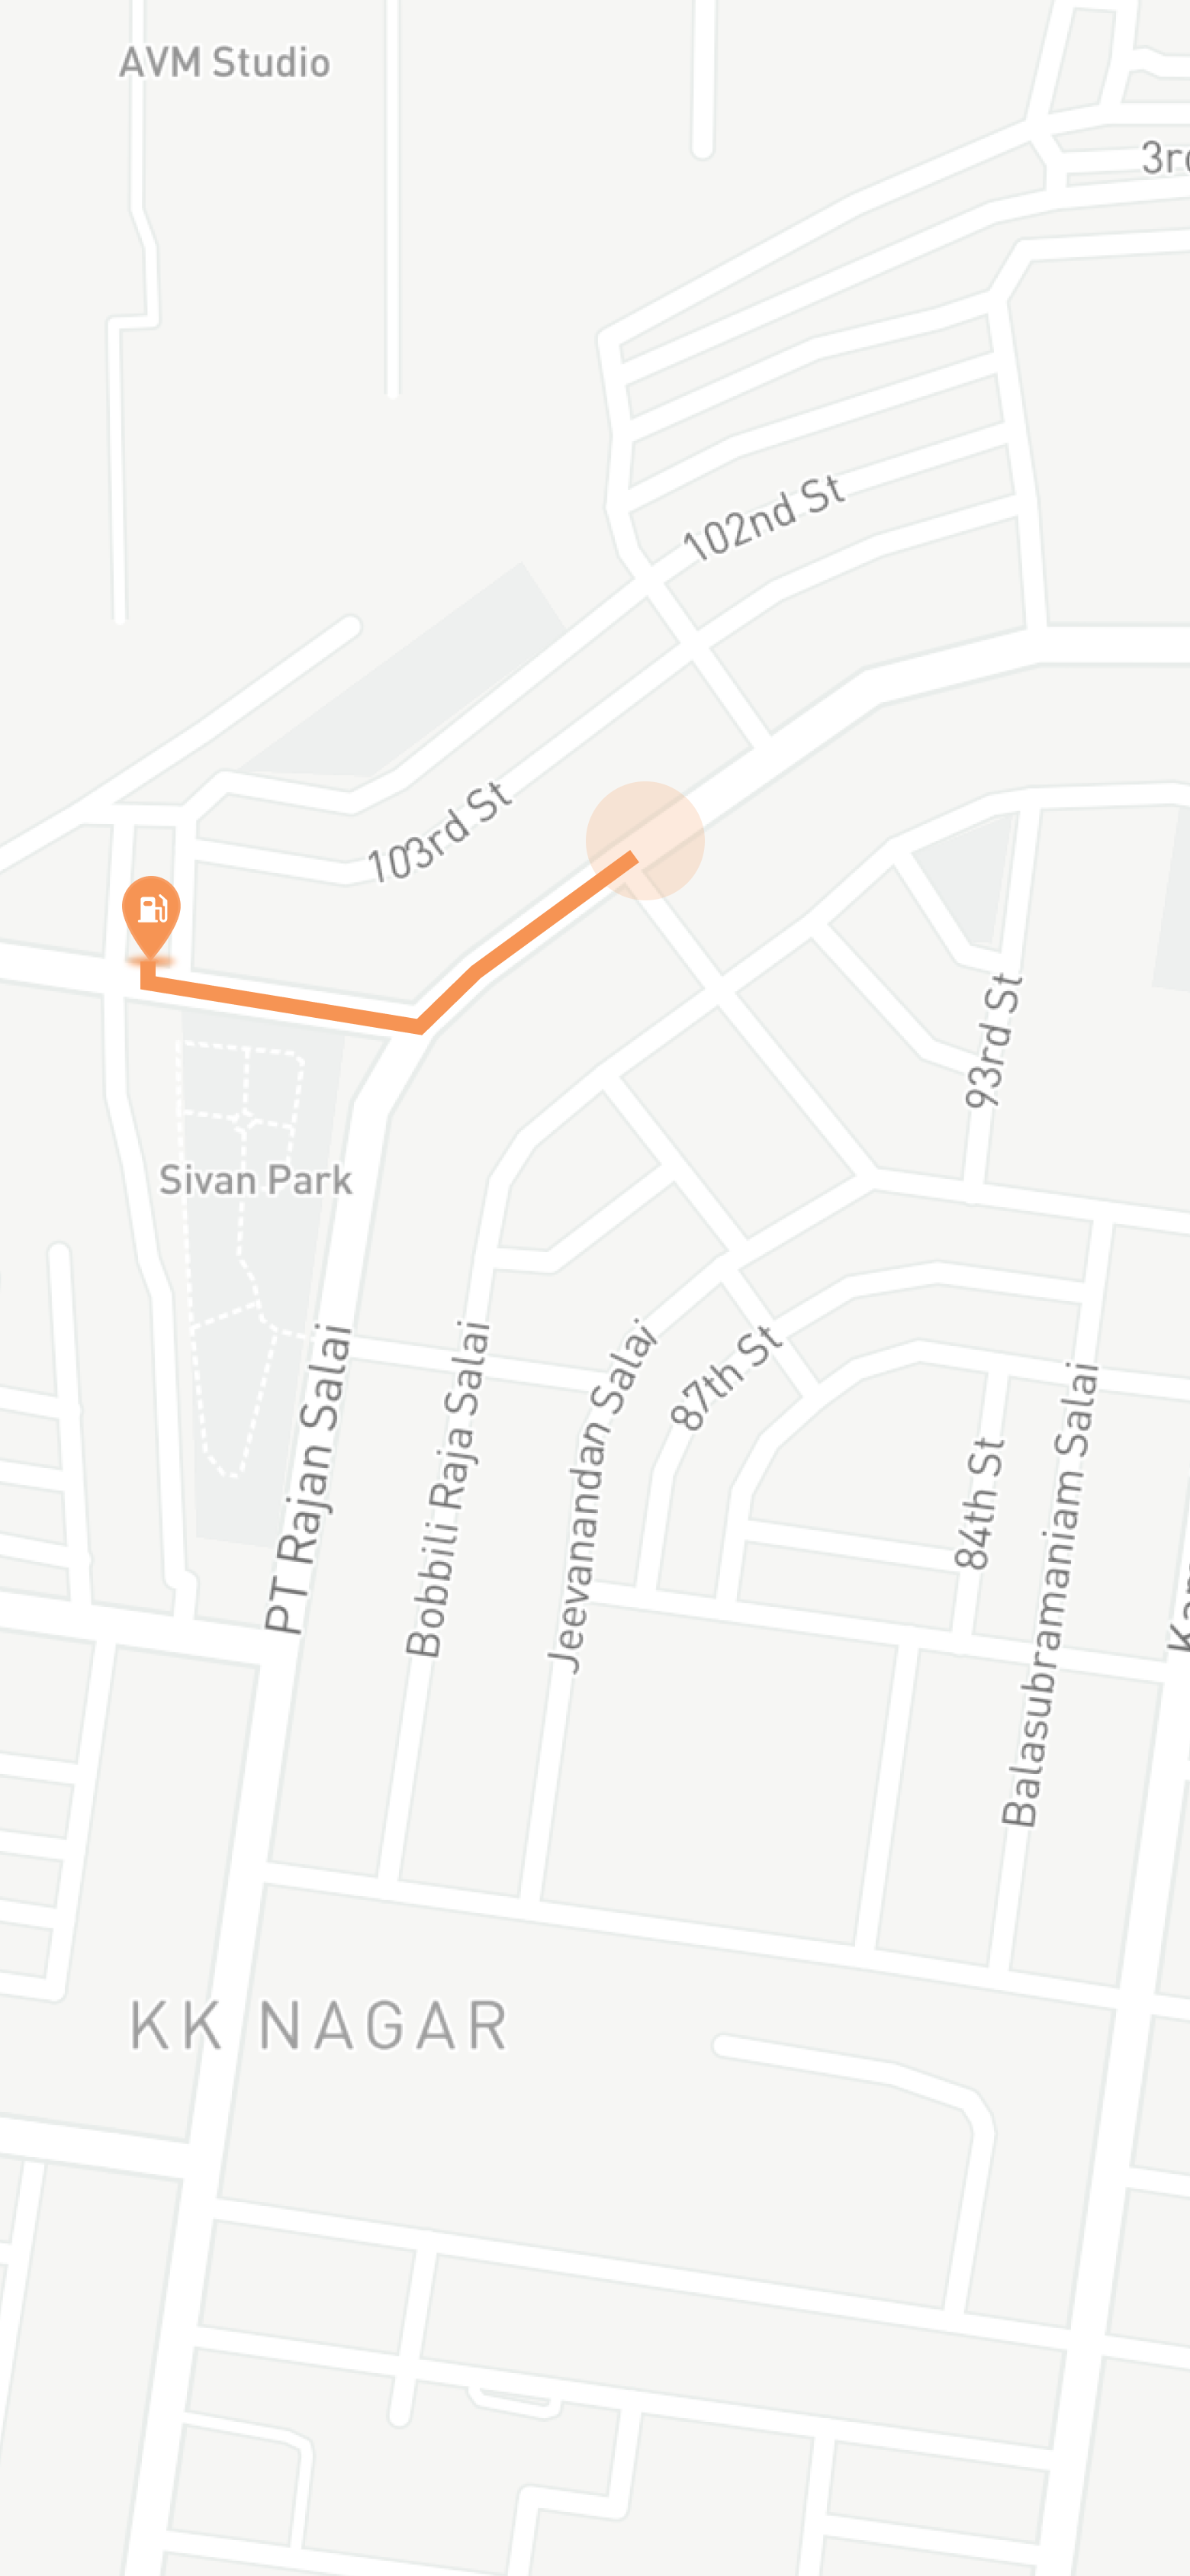 AVM Studio
3rd
102nd St
103rd St
93rd St
Sivan Park
PT Rajan Salai
Bobbili Raja Salai
Jeevanandan Salai
87th St
84th St
Balasubramaniam Salai
KK NAGAR